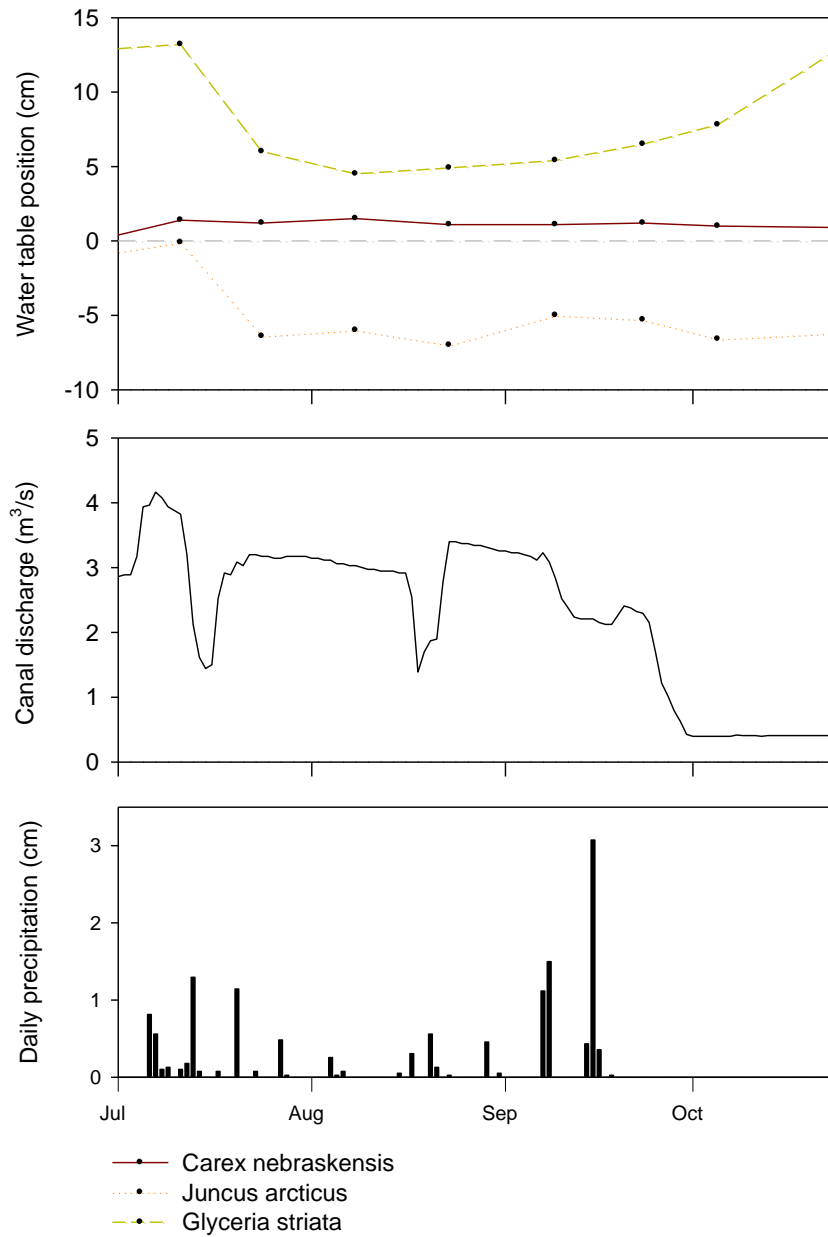 15
10
5
0
-5
-10
Water table position (cm)
5
4
3
2
1
0
Canal discharge (m³/s)
3
2
1
0
Daily precipitation (cm)
Jul Aug Sep Oct
Carex nebraskensis
Juncus arcticus
Glyceria striata